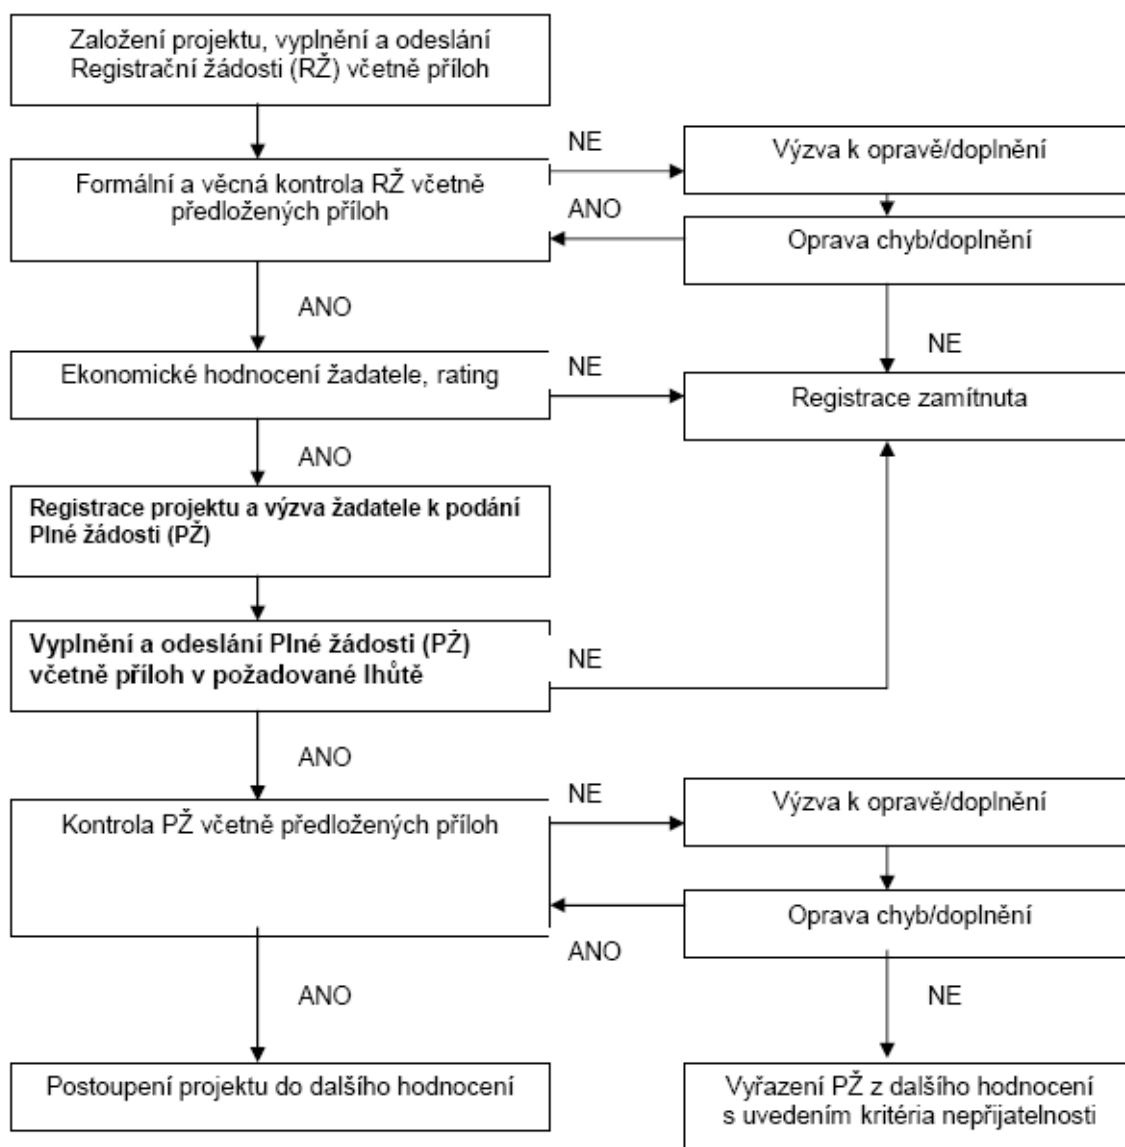 Založení projektu, vyplnění a odeslání
Registrační žádosti (RŽ) včetně příloh
NE
Výzva k opravě/doplnění
Formální a věcná kontrola RŽ včetně
předložených příloh
ANO
Oprava chyb/doplnění
ANO
NE
Ekonomické hodnocení žadatele, rating
NE
Registrace zamítnuta
ANO
Registrace projektu a výzva žadatele k podání
Plné žádosti (PŽ)
Vyplnění a odeslání Plné žádosti (PŽ)
včetně příloh v požadované lhůtě
NE
ANO
NE
Výzva k opravě/doplnění
Kontrola PŽ včetně předložených příloh
Oprava chyb/doplnění
ANO
ANO
NE
Postoupení projektu do dalšího hodnocení
Vyřazení PŽ z dalšího hodnocení
s uvedením kritéria nepřijatelnosti